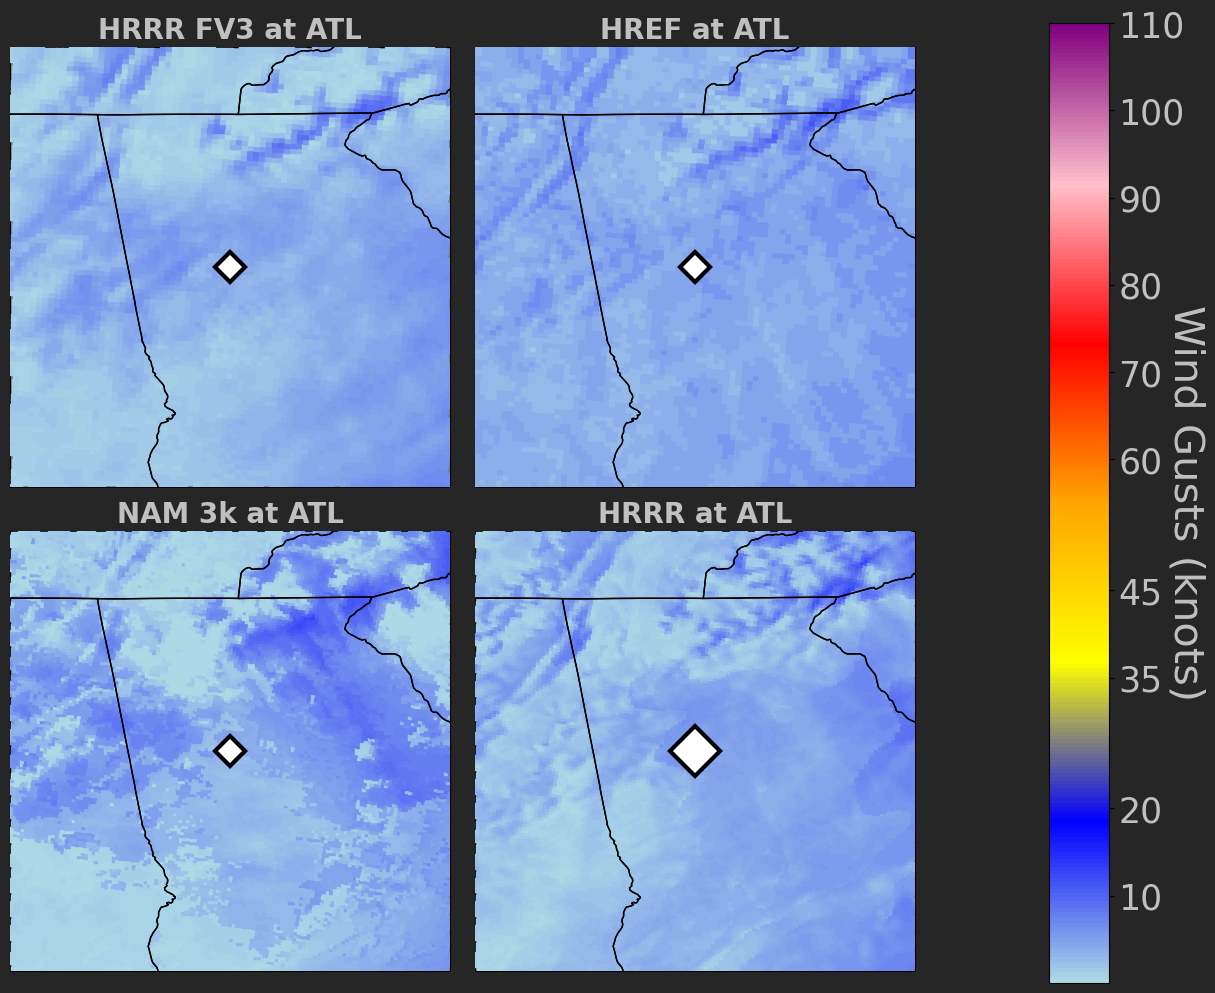 HRRR FV3 at ATL
HREF at ATL
NAM 3k at ATL
HRRR at ATL
110
100
90
80
70
60
45
35
20
10
Wind Gusts (knots)